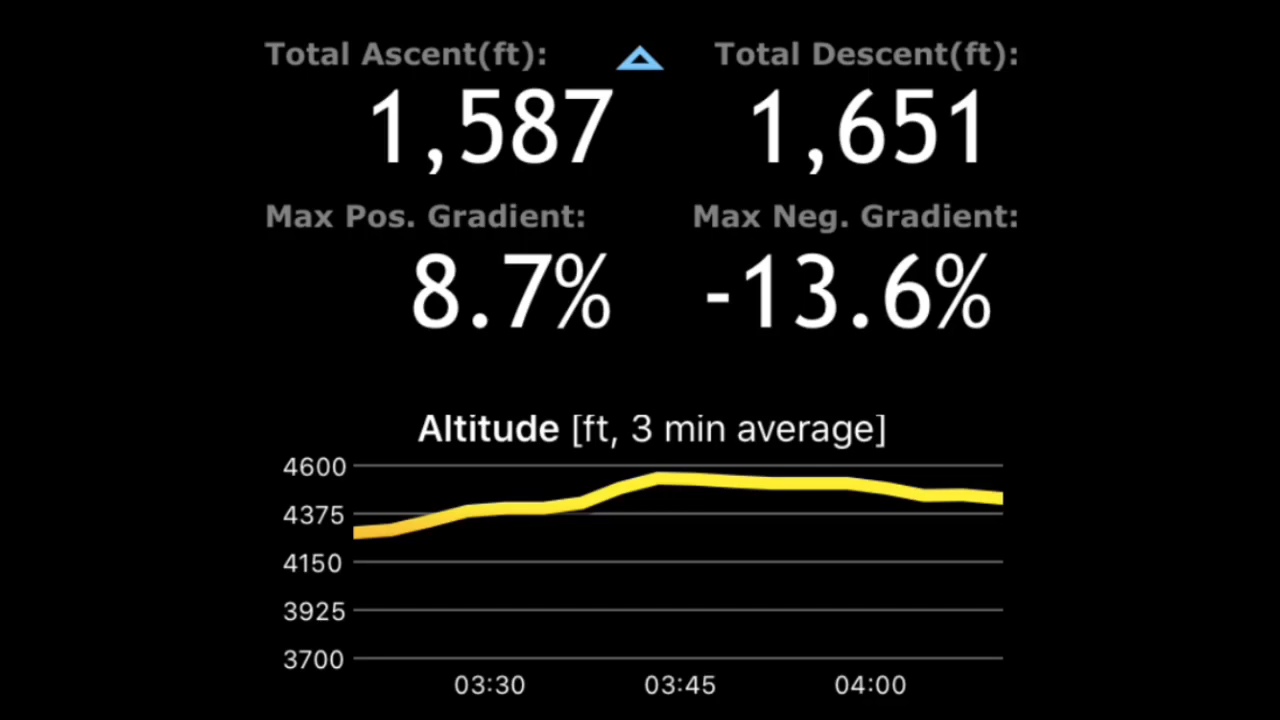 Total Ascent(ft): Total Descent(ft):
1,587 1,651
Max Pos. Gradient: Max Neg. Gradient:
8.7% -13.6%
Altitude [ft, 3 min average]
4600
4375
4150
3925
3700
03:30 03:45 04:00